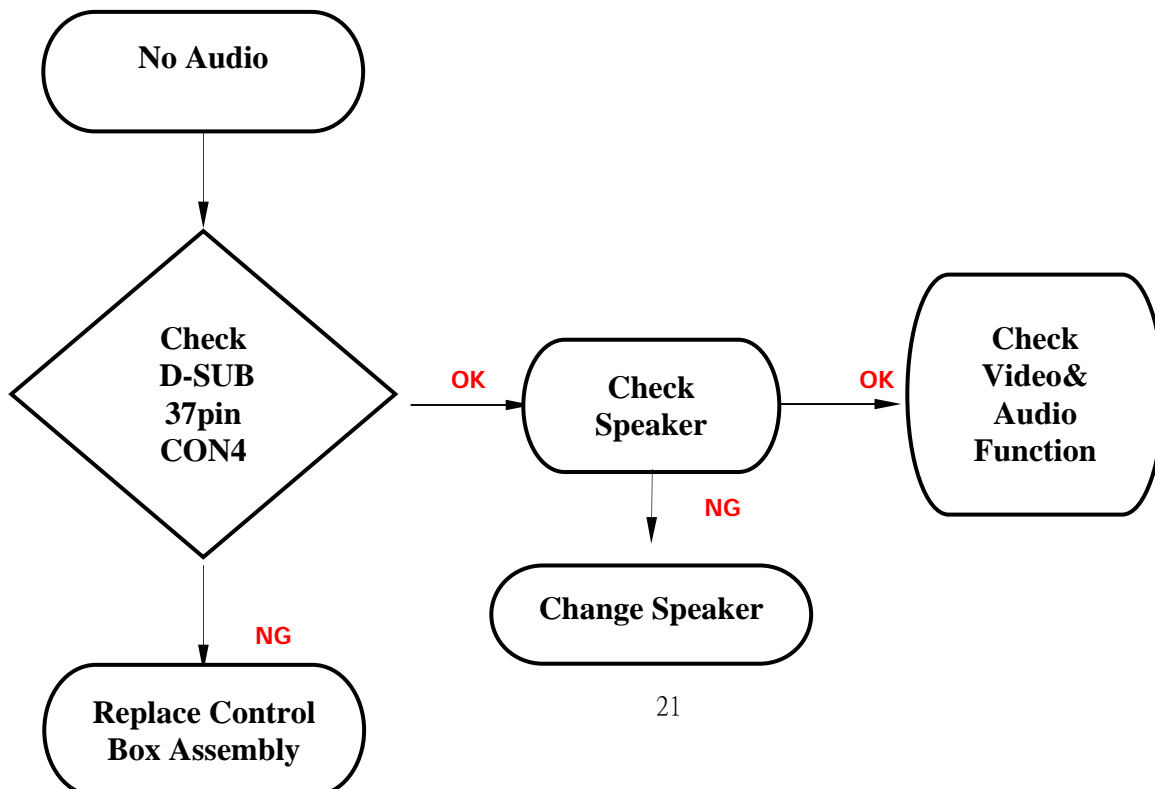 No Audio
Check
D-SUB
37pin
CON4
OK
Check
Speaker
OK
Check
Video&
Audio
Function
NG
Change Speaker
NG
Replace Control
Box Assembly
21